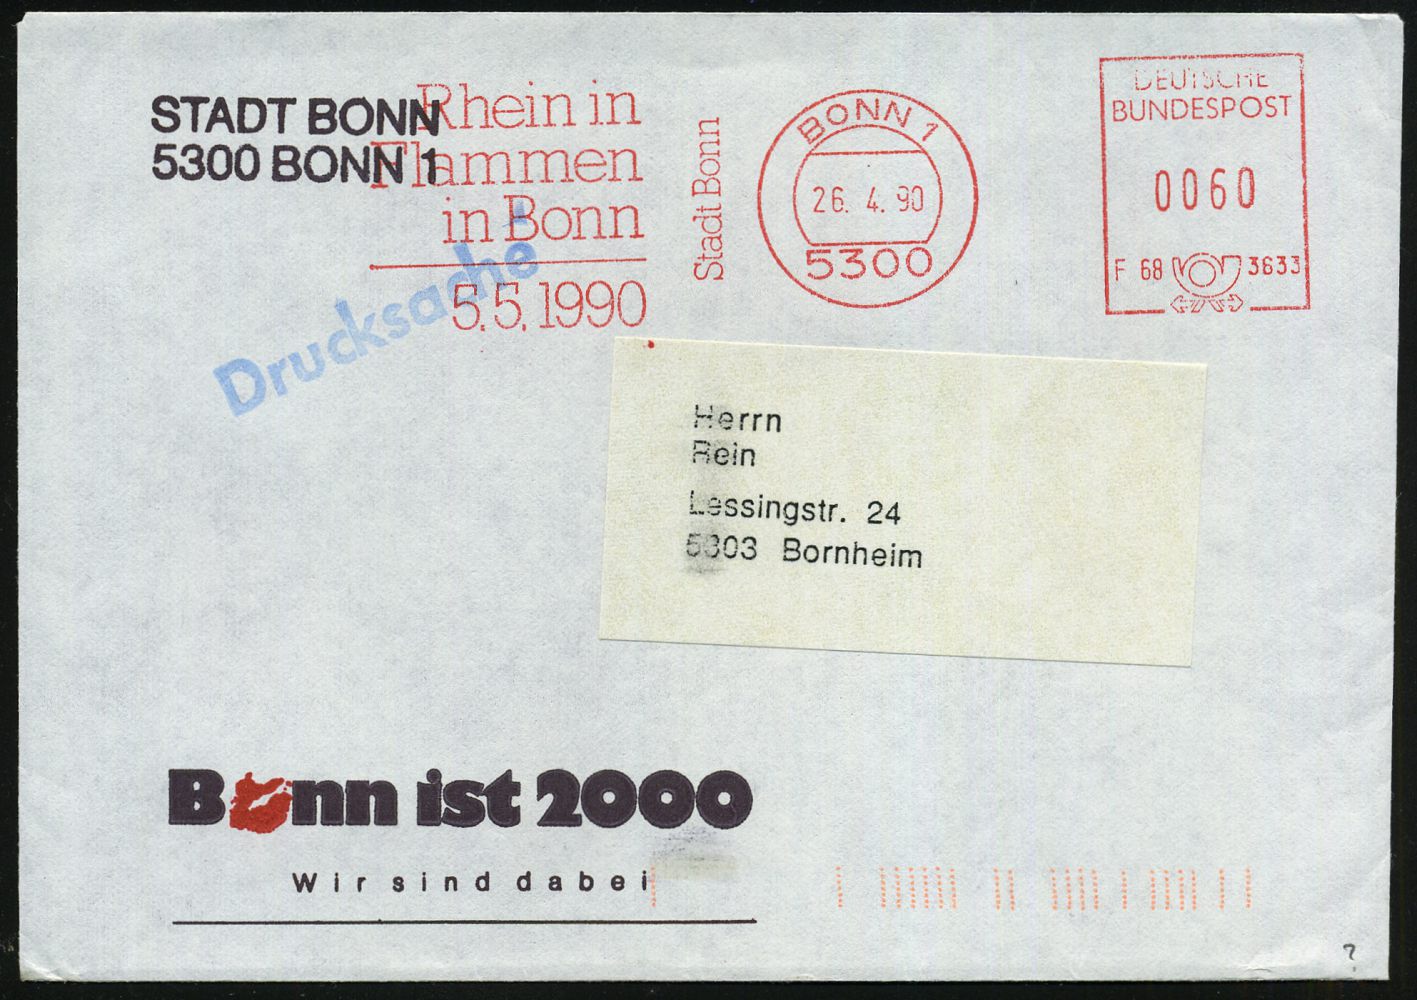 STADT BONN
5300 BONN 1
Rhein in
Flammen
in Bonn
5.5.1990
Stadt Bonn
BONN 1
26. 4. 90
5300
DEUTSCHE
BUNDESPOST
0060
F 68 3633
Drucksache
Herrn
Rein
Lessingstr. 24
5303 Bornheim
Bonn ist 2000
Wir sind dabei
?